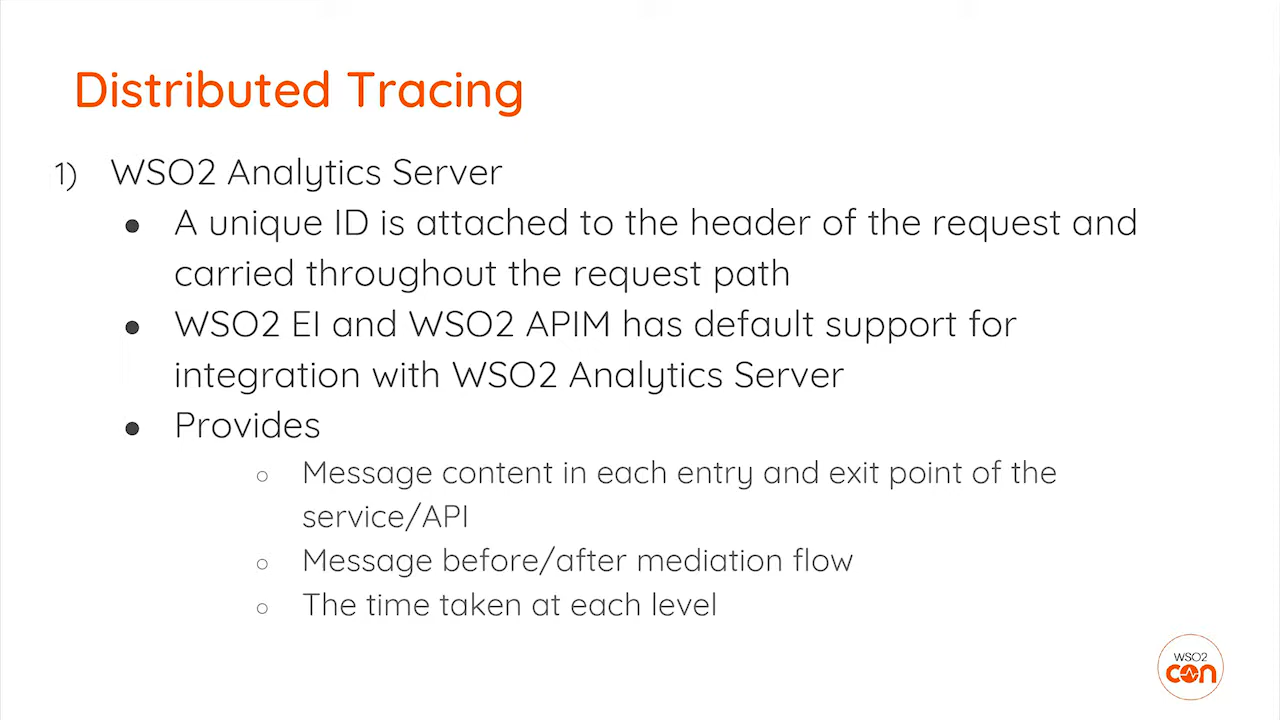 Distributed Tracing
1) WSO2 Analytics Server
● A unique ID is attached to the header of the request and
carried throughout the request path
● WSO2 EI and WSO2 APIM has default support for
integration with WSO2 Analytics Server
● Provides
○ Message content in each entry and exit point of the
service/API
○ Message before/after mediation flow
○ The time taken at each level
WSO2
con